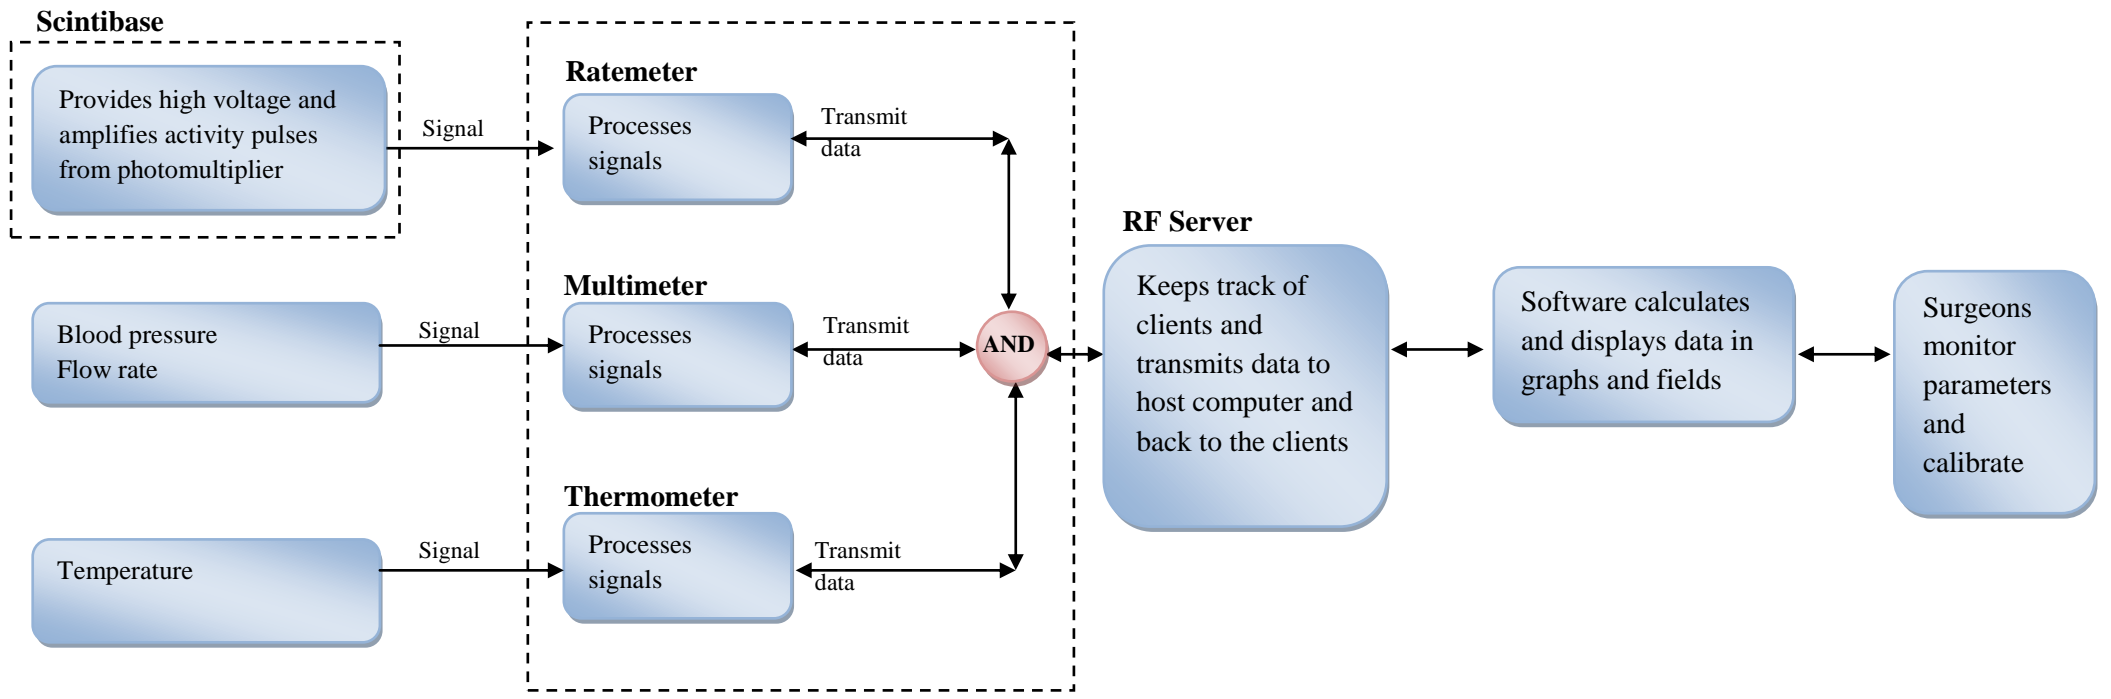 Scintibase
Provides high voltage and
amplifies activity pulses
from photomultiplier
Signal
Ratemeter
Processes
signals
Transmit
data
Blood pressure
Flow rate
Signal
Multimeter
Processes
signals
Transmit
data
Temperature
Signal
Thermometer
Processes
signals
Transmit
data
AND
RF Server
Keeps track of
clients and
transmits data to
host computer and
back to the clients
Software calculates
and displays data in
graphs and fields
Surgeons
monitor
parameters
and
calibrate